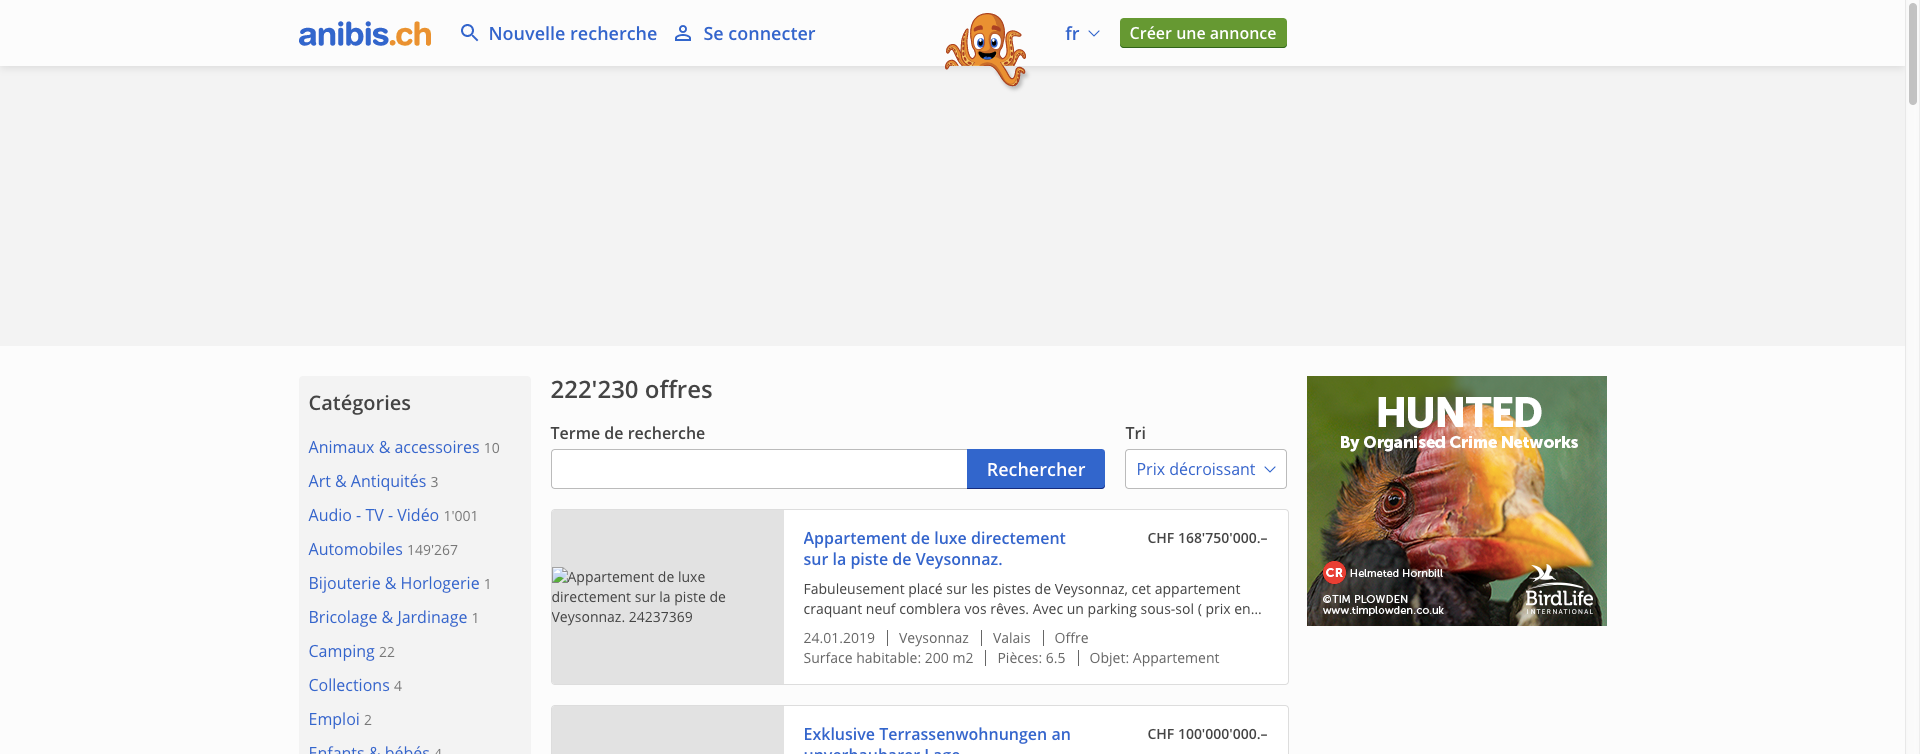 anibis.ch
Nouvelle recherche
Se connecter
fr
Créer une annonce
Catégories
Animaux & accessoires 10
Art & Antiquités 3
Audio - TV - Vidéo 1'001
Automobiles 149'267
Bijouterie & Horlogerie 1
Bricolage & Jardinage 1
Camping 22
Collections 4
Emploi 2
Enfants & bébés 4
222'230 offres
Terme de recherche
Rechercher
Tri
Prix décroissant
Appartement de luxe
directement sur la piste de
Veysonnaz. 24237369
Appartement de luxe directement
sur la piste de Veysonnaz.
CHF 168'750'000.–
Fabuleusement placé sur les pistes de Veysonnaz, cet appartement
craquant neuf comblera vos rêves. Avec un parking sous-sol ( prix en...
24.01.2019 | Veysonnaz | Valais | Offre
Surface habitable: 200 m2 | Pièces: 6.5 | Objet: Appartement
Exklusive Terrassenwohnungen an
unverbaubarer Lage
CHF 100'000'000.–
HUNTED
By Organised Crime Networks
CR Helmeted Hornbill
©TIM PLOWDEN
www.timplowden.co.uk
BirdLife
INTERNATIONAL